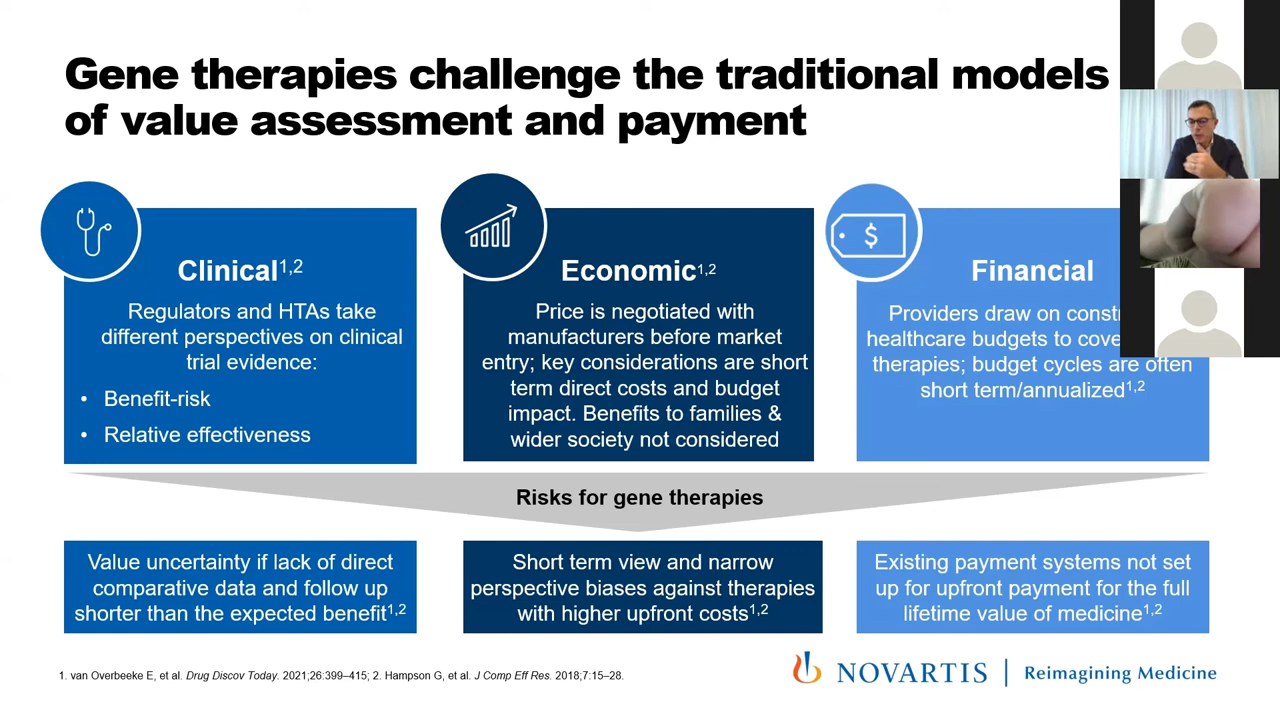 Gene therapies challenge the traditional models
of value assessment and payment
Clinical1,2
Regulators and HTAs take
different perspectives on clinical
trial evidence:
• Benefit-risk
• Relative effectiveness
Economic1,2
Price is negotiated with
manufacturers before market
entry; key considerations are short
term direct costs and budget
impact. Benefits to families &
wider society not considered
$
Financial
Providers draw on
healthcare budgets to
therapies; budget cycles are often
short term/annualized1,2
Risks for gene therapies
Value uncertainty if lack of direct
comparative data and follow up
shorter than the expected benefit1,2
Short term view and narrow
perspective biases against therapies
with higher upfront costs1,2
Existing payment systems not set
up for upfront payment for the full
lifetime value of medicine1,2
1. van Overbeeke E, et al. Drug Discov Today. 2021;26:399–415; 2. Hampson G, et al. J Comp Eff Res. 2018;7:15–28.
NOVARTIS | Reimagining Medicine